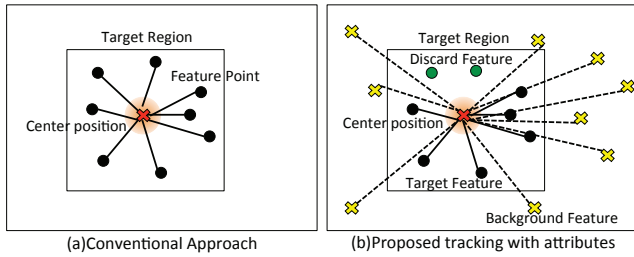 Target Region
Feature Point
Center position
(a)Conventional Approach
Target Region
Discard Feature
Center position
Target Feature
Background Feature
(b)Proposed tracking with attributes